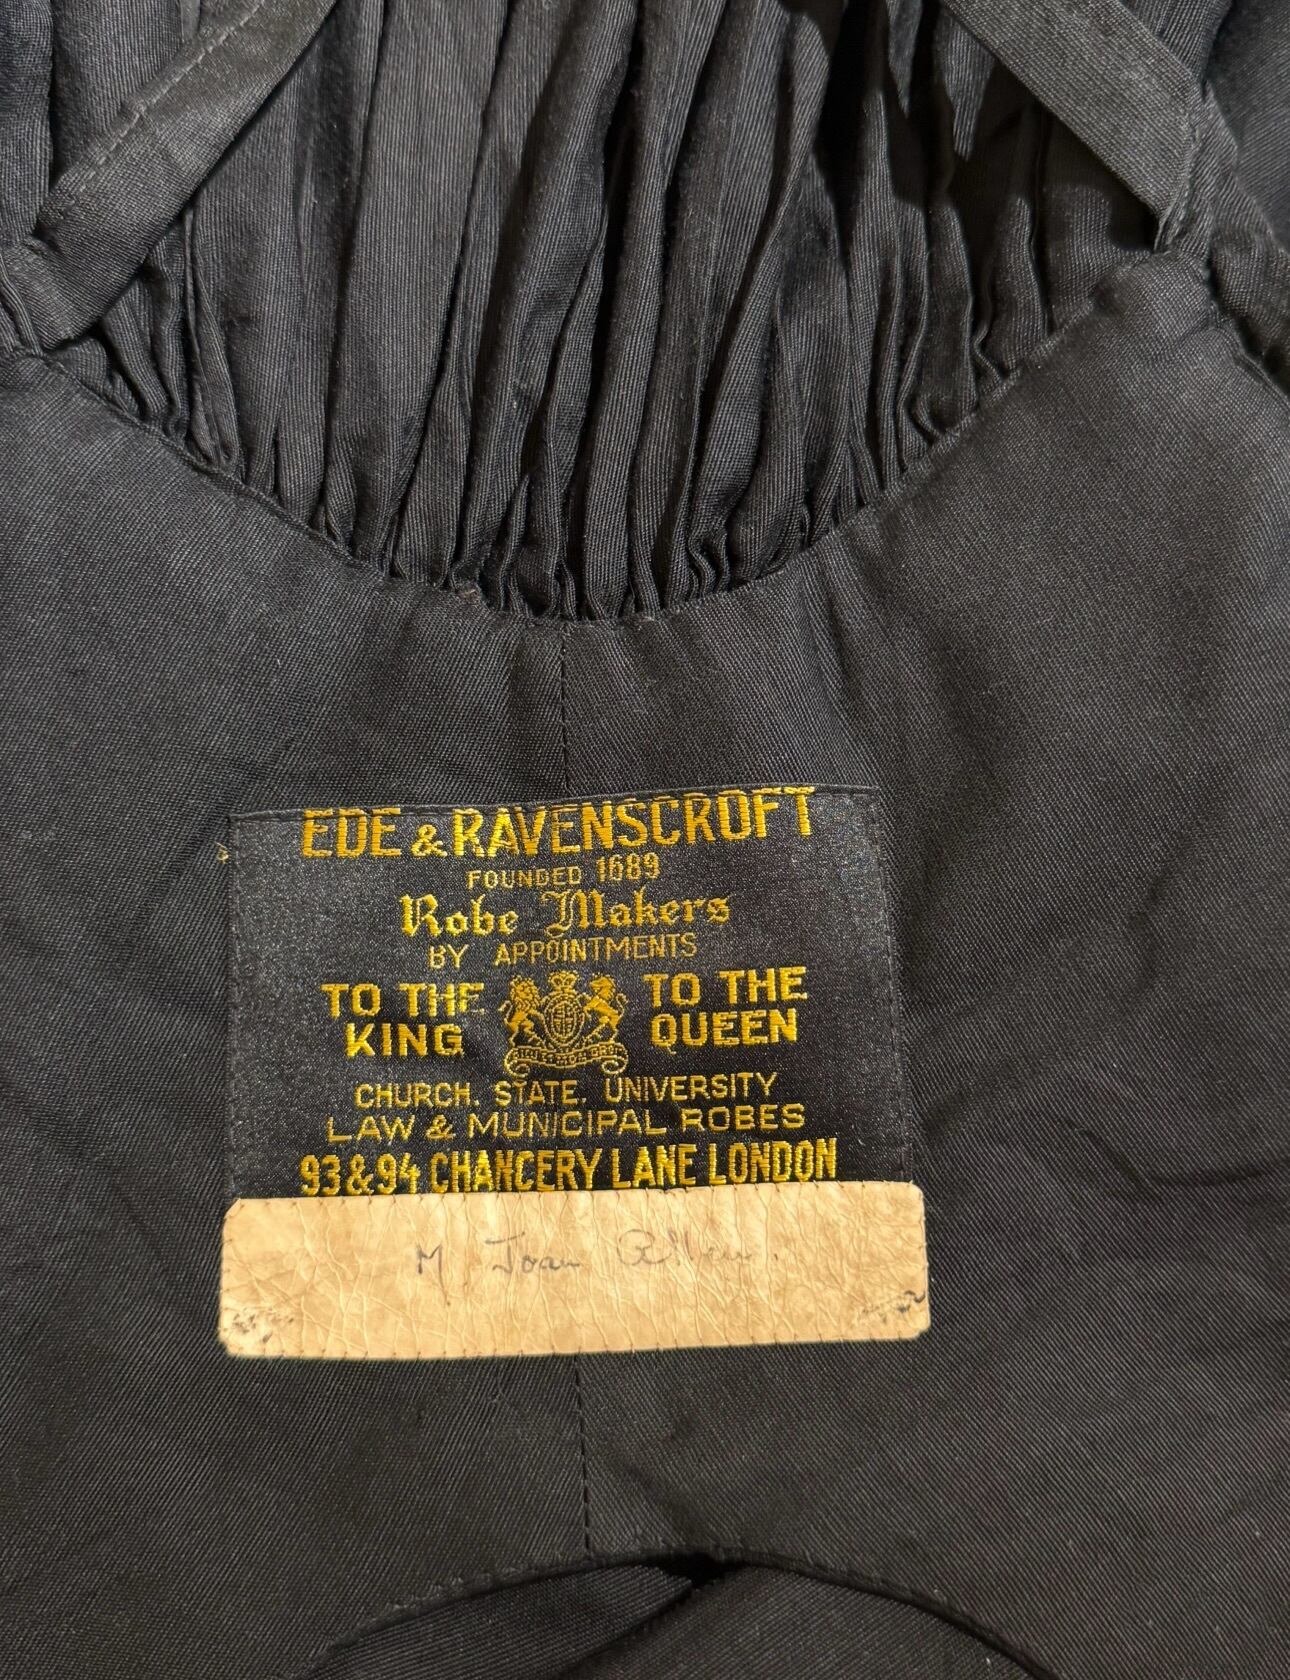 EDE & RAVENSCROFT
FOUNDED 1689
Robe Makers
BY APPOINTMENTS
TO THE KING
TO THE QUEEN
CHURCH, STATE, UNIVERSITY
LAW & MUNICIPAL ROBES
93 & 94 CHANCERY LANE LONDON
M. Joan Allen.